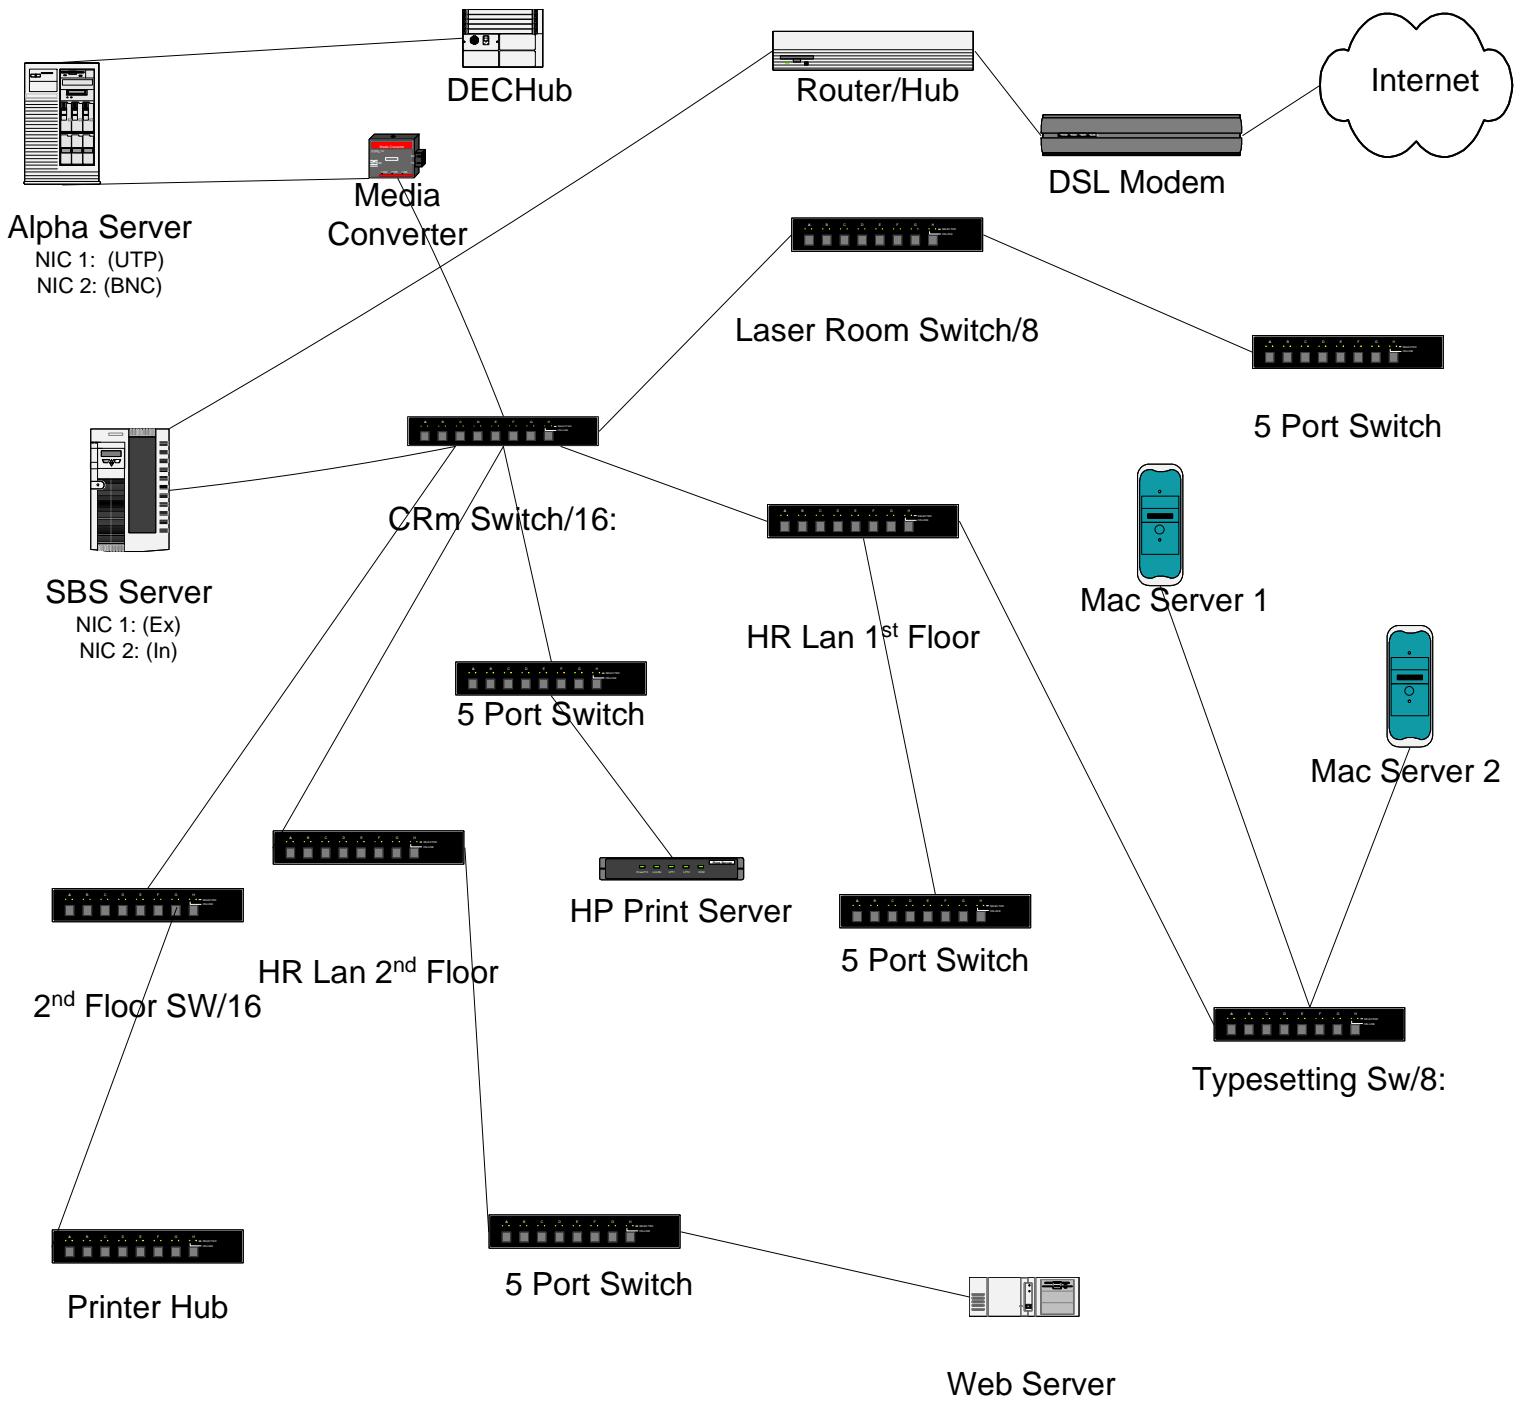 DECHub
Router/Hub
Internet
DSL Modem
Media
Converter
Alpha Server
NIC 1: (UTP)
NIC 2: (BNC)
Laser Room Switch/8
5 Port Switch
CRm Switch/16:
SBS Server
NIC 1: (Ex)
NIC 2: (In)
HR Lan 1st Floor
Mac Server 1
5 Port Switch
Mac Server 2
HP Print Server
HR Lan 2nd Floor
5 Port Switch
2nd Floor SW/16
Typesetting Sw/8:
5 Port Switch
Printer Hub
Web Server